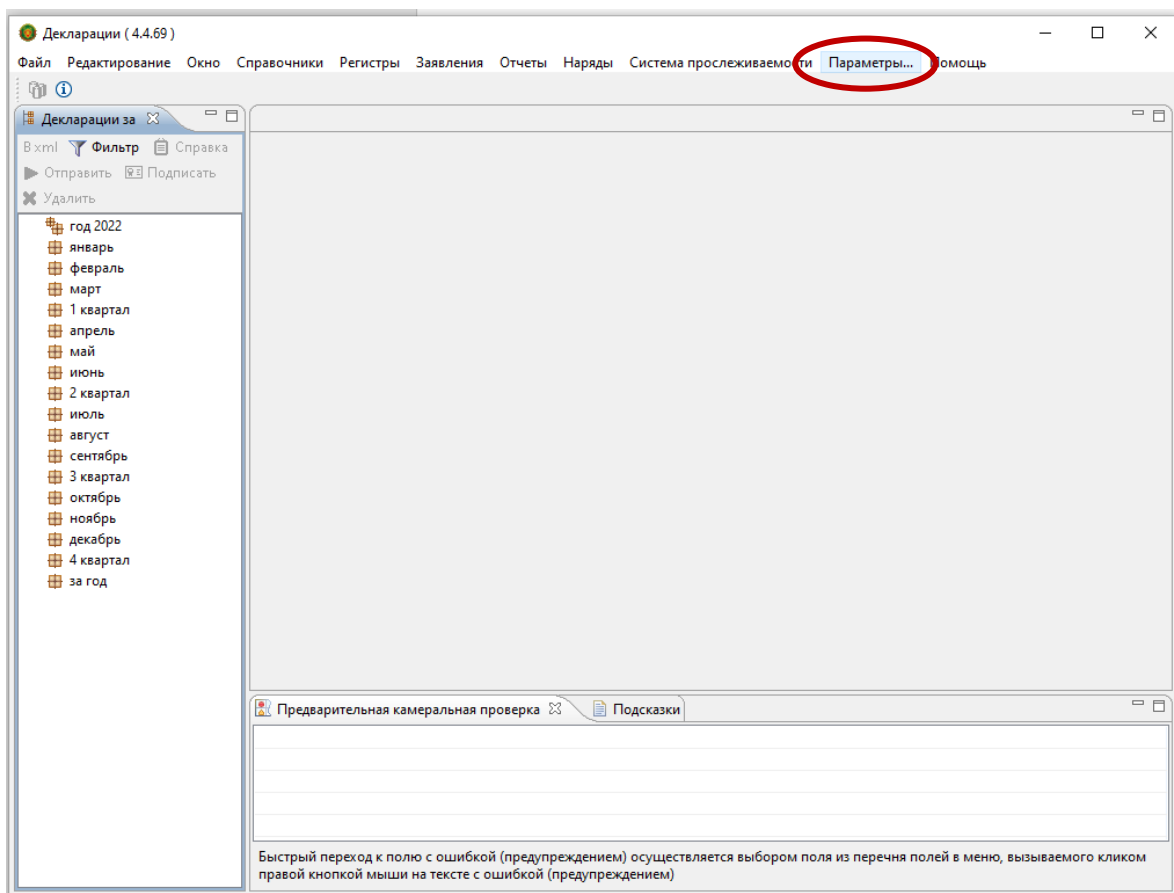 Декларации ( 4.4.69 )
Файл Редактирование Окно Справочники Регистры Заявления Отчеты Наряды Система прослеживаемости Параметры... Помощь
Декларации за
В xml Фильтр Справка
Отправить Подписать
Удалить
год 2022
январь
февраль
март
1 квартал
апрель
май
июнь
2 квартал
июль
август
сентябрь
3 квартал
октябрь
ноябрь
декабрь
4 квартал
за год
Предварительная камеральная проверка Подсказки
Быстрый переход к полю с ошибкой (предупреждением) осуществляется выбором поля из перечня полей в меню, вызываемого кликом
правой кнопкой мыши на тексте с ошибкой (предупреждением)